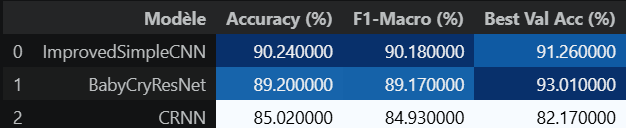 Modèle Accuracy (%) F1-Macro (%) Best Val Acc (%)
0 ImprovedSimpleCNN 90.240000 90.180000 91.260000
1 BabyCryResNet 89.200000 89.170000 93.010000
2 CRNN 85.020000 84.930000 82.170000